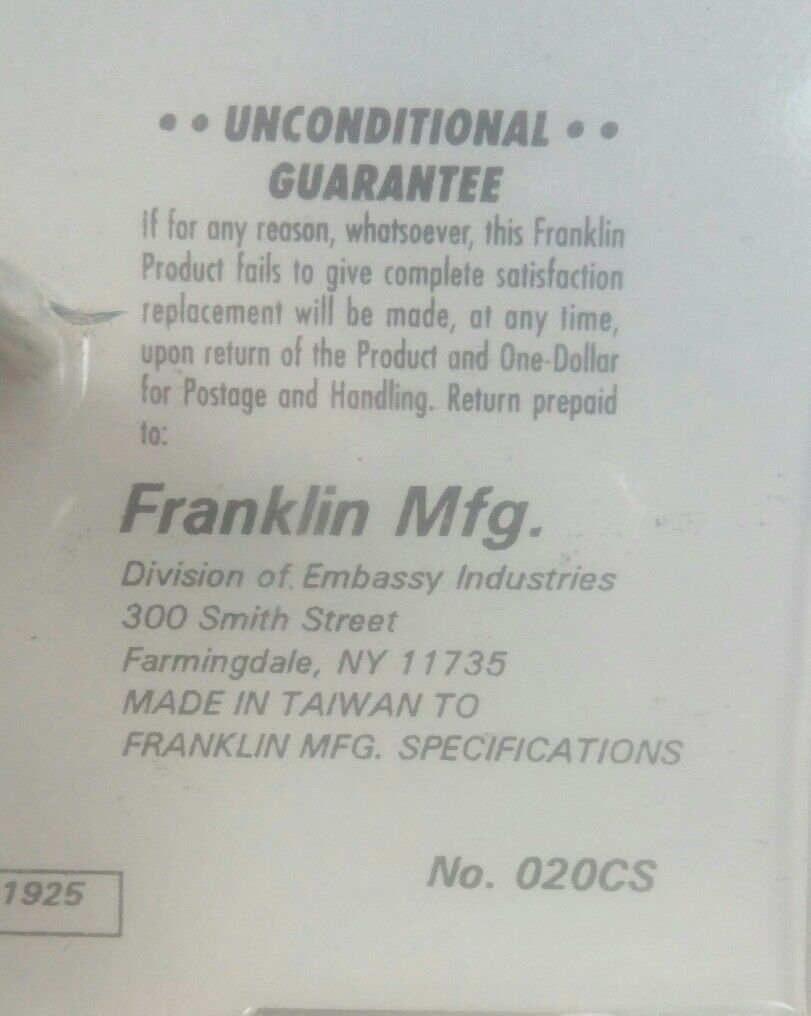 •• UNCONDITIONAL ••
GUARANTEE
If for any reason, whatsoever, this Franklin
Product fails to give complete satisfaction
replacement will be made, at any time,
upon return of the Product and One-Dollar
for Postage and Handling. Return prepaid
to:
Franklin Mfg.
Division of Embassy Industries
300 Smith Street
Farmingdale, NY 11735
MADE IN TAIWAN TO
FRANKLIN MFG. SPECIFICATIONS
No. 020CS
1925